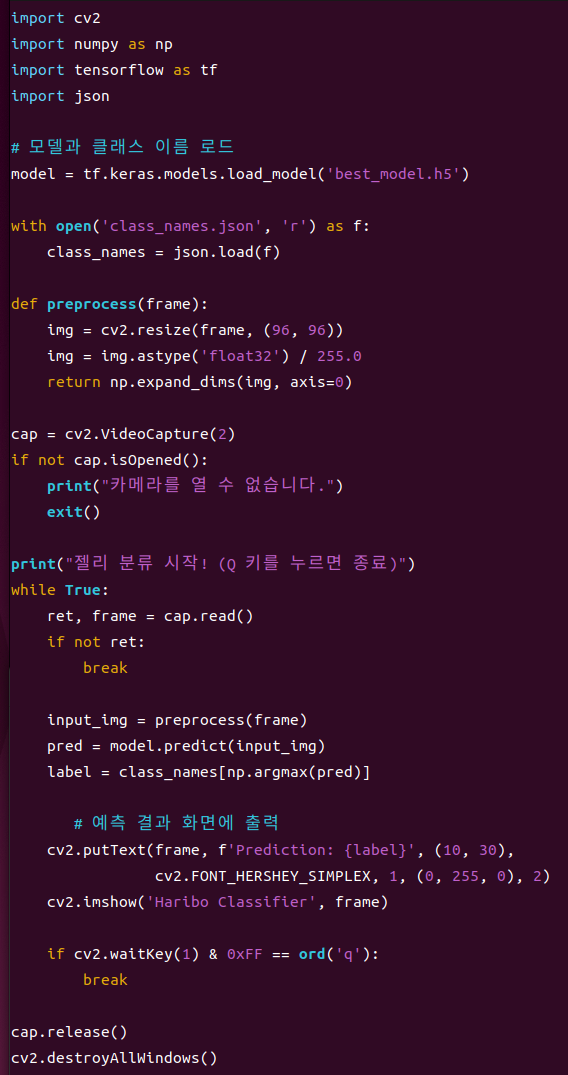 import cv2
import numpy as np
import tensorflow as tf
import json

# 모델과 클래스 이름 로드
model = tf.keras.models.load_model('best_model.h5')

with open('class_names.json', 'r') as f:
    class_names = json.load(f)

def preprocess(frame):
    img = cv2.resize(frame, (96, 96))
    img = img.astype('float32') / 255.0
    return np.expand_dims(img, axis=0)

cap = cv2.VideoCapture(2)
if not cap.isOpened():
    print("카메라를 열 수 없습니다.")
    exit()

print("젤리 분류 시작! (Q 키를 누르면 종료)")
while True:
    ret, frame = cap.read()
    if not ret:
        break

    input_img = preprocess(frame)
    pred = model.predict(input_img)
    label = class_names[np.argmax(pred)]

       # 예측 결과 화면에 출력
    cv2.putText(frame, f'Prediction: {label}', (10, 30),
                cv2.FONT_HERSHEY_SIMPLEX, 1, (0, 255, 0), 2)
    cv2.imshow('Haribo Classifier', frame)

    if cv2.waitKey(1) & 0xFF == ord('q'):
        break

cap.release()
cv2.destroyAllWindows()